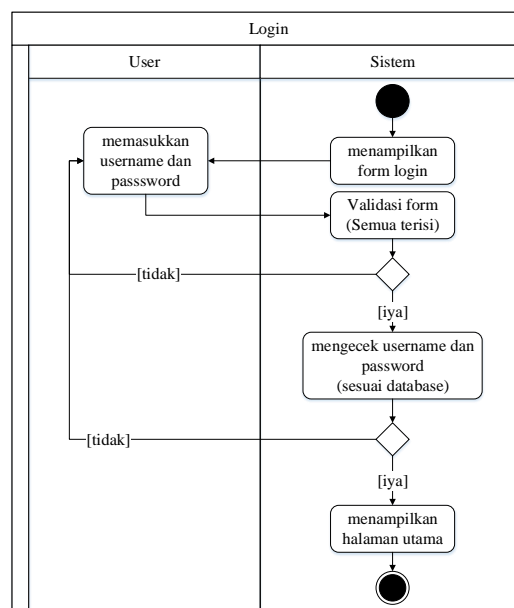 Login
User
Sistem
memasukkan
username dan
passsword
menampilkan
form login
Validasi form
(Semua terisi)
[tidak]
[iya]
mengecek username dan
password
(sesuai database)
[tidak]
[iya]
menampilkan
halaman utama